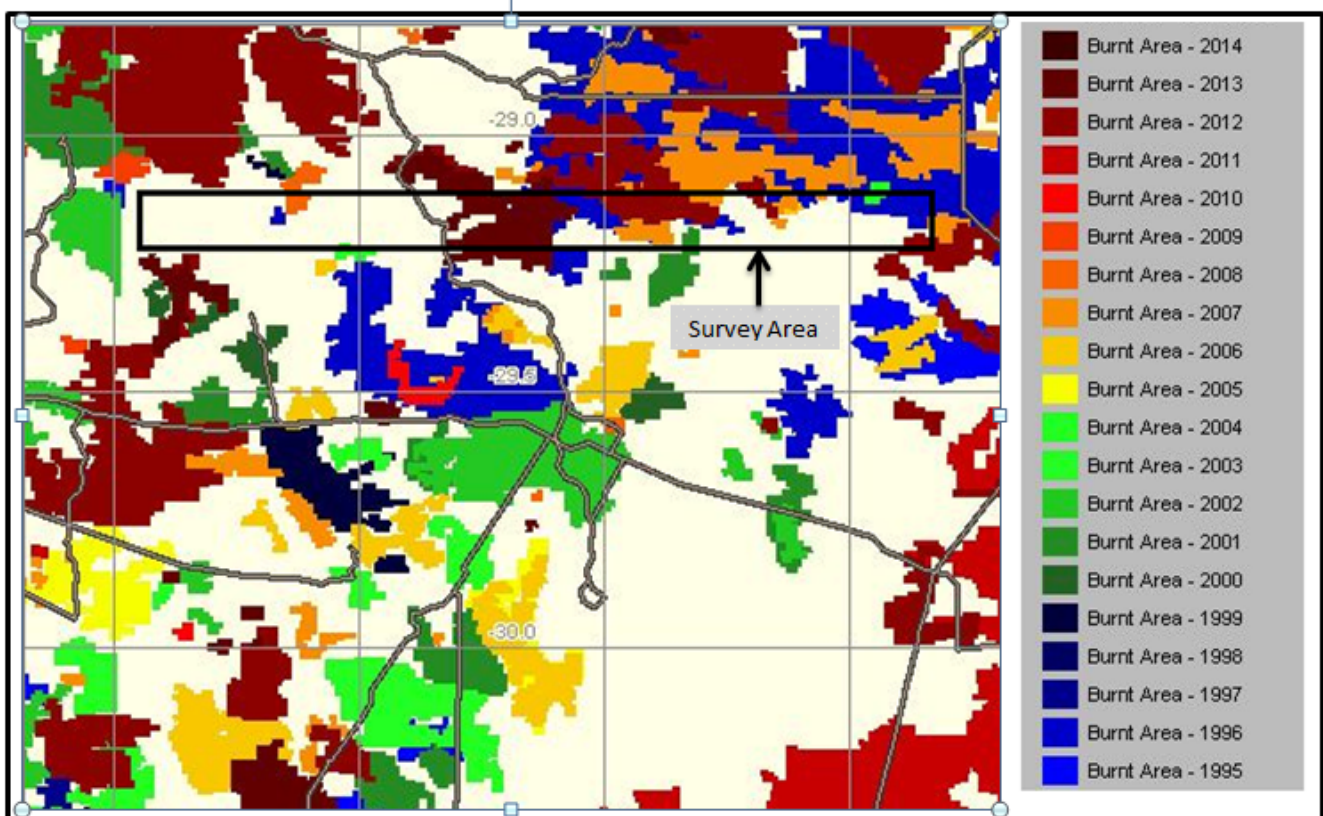 -29.0
Survey Area
-29.5
-30.0
Burnt Area - 2014
Burnt Area - 2013
Burnt Area - 2012
Burnt Area - 2011
Burnt Area - 2010
Burnt Area - 2009
Burnt Area - 2008
Burnt Area - 2007
Burnt Area - 2006
Burnt Area - 2005
Burnt Area - 2004
Burnt Area - 2003
Burnt Area - 2002
Burnt Area - 2001
Burnt Area - 2000
Burnt Area - 1999
Burnt Area - 1998
Burnt Area - 1997
Burnt Area - 1996
Burnt Area - 1995